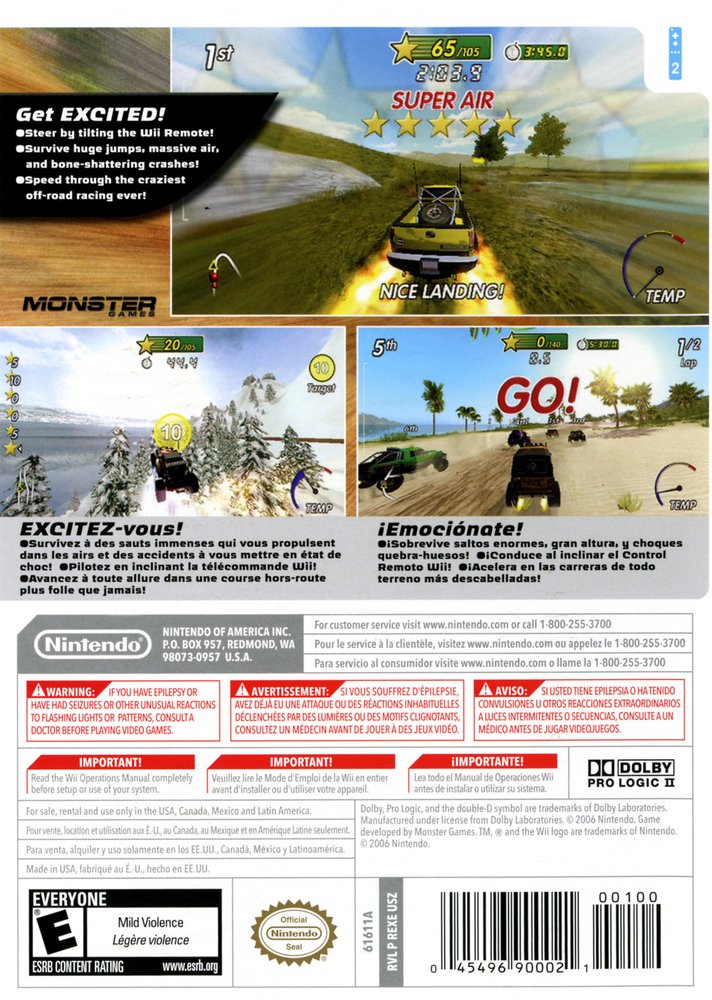 1st
65/105
3:45.0
2:03.9
SUPER AIR
2
Get EXCITED!
●Steer by tilting the Wii Remote!
●Survive huge jumps, massive air,
and bone-shattering crashes!
●Speed through the craziest
off-road racing ever!
NICE LANDING!
TEMP
MONSTER
GAMES
20/105
44.4
5
10
0
0
0
5
10
Target
10
TEMP
5th
0/140
5:30.0
8.5
1/2
Lap
GO!
6th
1st
3rd
TEMP
EXCITEZ-vous!
●Survivez à des sauts immenses qui vous propulsent
dans les airs et des accidents à vous mettre en état de
choc! ●Pilotez en inclinant la télécommande Wii!
●Avancez à toute allure dans une course hors-route
plus folle que jamais!
¡Emociónate!
●¡Sobrevive saltos enormes, gran altura, y choques
quebra-huesos! ●¡Conduce al inclinar el Control
Remoto Wii! ●¡Acelera en las carreras de todo
terreno más descabelladas!
Nintendo®
NINTENDO OF AMERICA INC.
P.O. BOX 957, REDMOND, WA
98073-0957 U.S.A.
For customer service visit www.nintendo.com or call 1-800-255-3700
Pour le service à la clientèle, visitez www.nintendo.com ou appelez le 1-800-255-3700
Para servicio al consumidor visite www.nintendo.com o llame la 1-800-255-3700
WARNING: IF YOU HAVE EPILEPSY OR
HAVE HAD SEIZURES OR OTHER UNUSUAL REACTIONS
TO FLASHING LIGHTS OR PATTERNS, CONSULT A
DOCTOR BEFORE PLAYING VIDEO GAMES.
AVERTISSEMENT: SI VOUS SOUFFREZ D'ÉPILEPSIE,
AVEZ DÉJÀ EU UNE ATTAQUE OU DES RÉACTIONS INHABITUELLES
DÉCLENCHÉES PAR DES LUMIÈRES OU DES MOTIFS CLIGNOTANTS,
CONSULTEZ UN MÉDECIN AVANT DE JOUER À DES JEUX VIDÉO.
AVISO: SI USTED TIENE EPILEPSIA O HA TENIDO
CONVULSIONES U OTROS REACCIONES EXTRAORDINARIOS
A LUCES INTERMITENTES O SECUENCIAS, CONSULTE A UN
MÉDICO ANTES DE JUGAR VIDEOJUEGOS.
IMPORTANT!
Read the Wii Operations Manual completely
before setup or use of your system.
IMPORTANT!
Veuillez lire le Mode d'Emploi de la Wii en entier
avant d'installer ou d'utiliser votre appareil.
¡IMPORTANTE!
Lea todo el Manual de Operaciones Wii
antes de instalar o utilizar su sistema.
DOLBY
PRO LOGIC II
For sale, rental and use only in the USA, Canada, Mexico and Latin America.
Pour vente, location et utilisation aux É.-U., au Canada, au Mexique et en Amérique Latine seulement.
Para venta, alquiler y uso solamente en los EE.UU., Canadá, México y Latinoamérica.
Made in USA, fabriqué au É.-U., hecho en EE.UU.
Dolby, Pro Logic, and the double-D symbol are trademarks of Dolby Laboratories.
Manufactured under license from Dolby Laboratories. © 2006 Nintendo. Game
developed by Monster Games. TM, ® and the Wii logo are trademarks of Nintendo.
© 2006 Nintendo.
EVERYONE
E
Mild Violence
Légère violence
ESRB CONTENT RATING www.esrb.org
Official
Nintendo
Seal
61611A
RVL P REXE USZ
00100
0 45496 90002 1